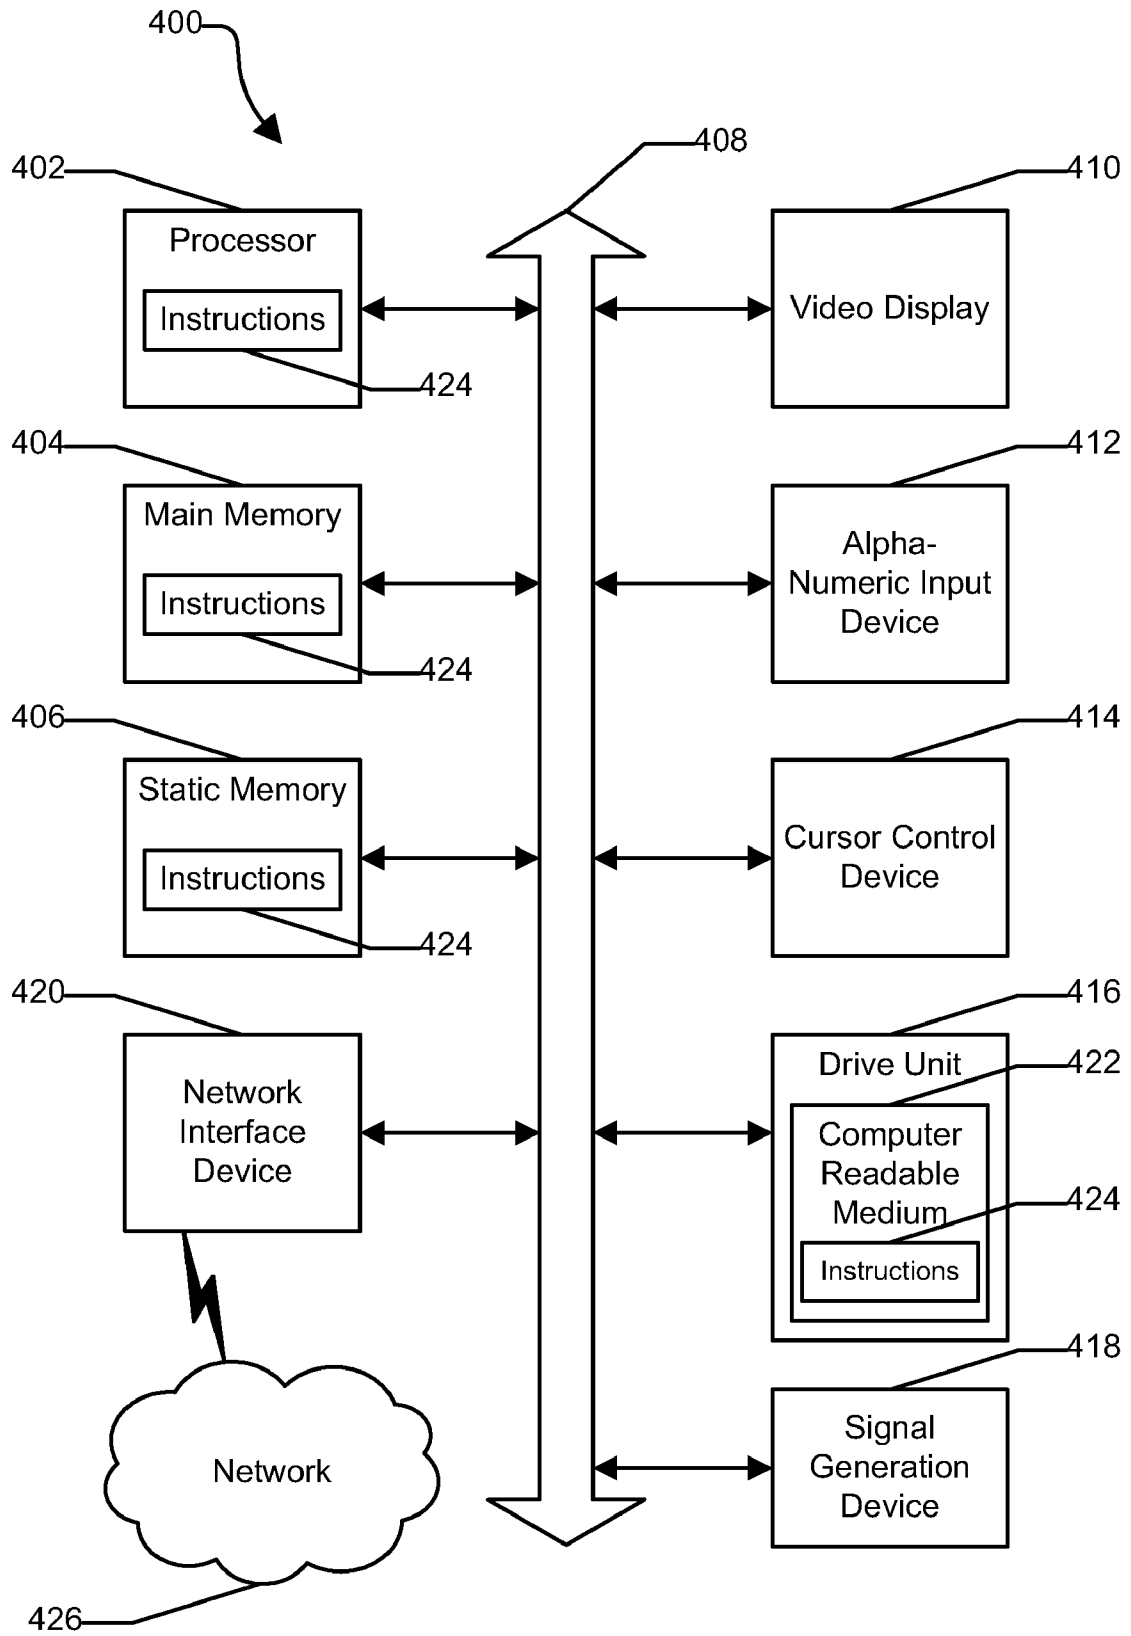 400
408
402
Processor
Instructions
424
410
Video Display
404
Main Memory
Instructions
424
412
Alpha-
Numeric Input
Device
406
Static Memory
Instructions
424
414
Cursor Control
Device
420
Network
Interface
Device
416
Drive Unit
422
Computer
Readable
Medium
424
Instructions
418
Signal
Generation
Device
Network
426